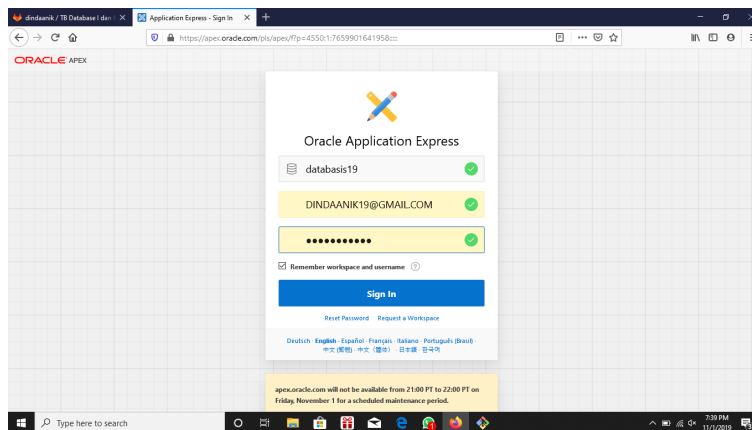 dindaanik / TB Database I dan
Application Express - Sign In
https://apex.oracle.com/pls/apex/f?p=4550:1:7659901641958:::::
ORACLE APEX
Oracle Application Express
databasis19
DINDAANIK19@GMAIL.COM
Remember workspace and username
Sign In
Reset Password Request a Workspace
Deutsch · English · Español · Français · Italiano · Português (Brasil) ·
中文 (繁體) · 中文（简体） · 日本語 · 한국어
apex.oracle.com will not be available from 21:00 PT to 22:00 PT on
Friday, November 1 for a scheduled maintenance period.
Type here to search
7:39 PM
11/1/2019